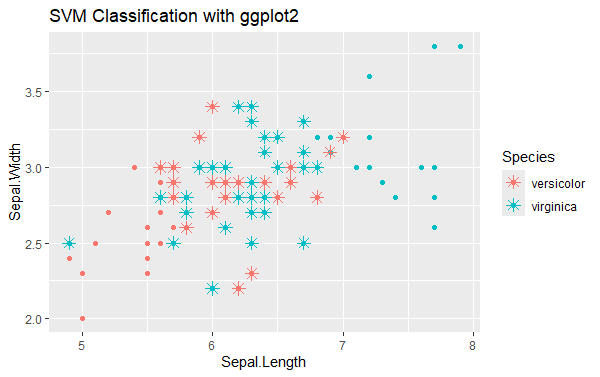 SVM Classification with ggplot2
3.5
3.0
2.5
2.0
Sepal.Width
5
6
7
8
Sepal.Length
Species
versicolor
virginica